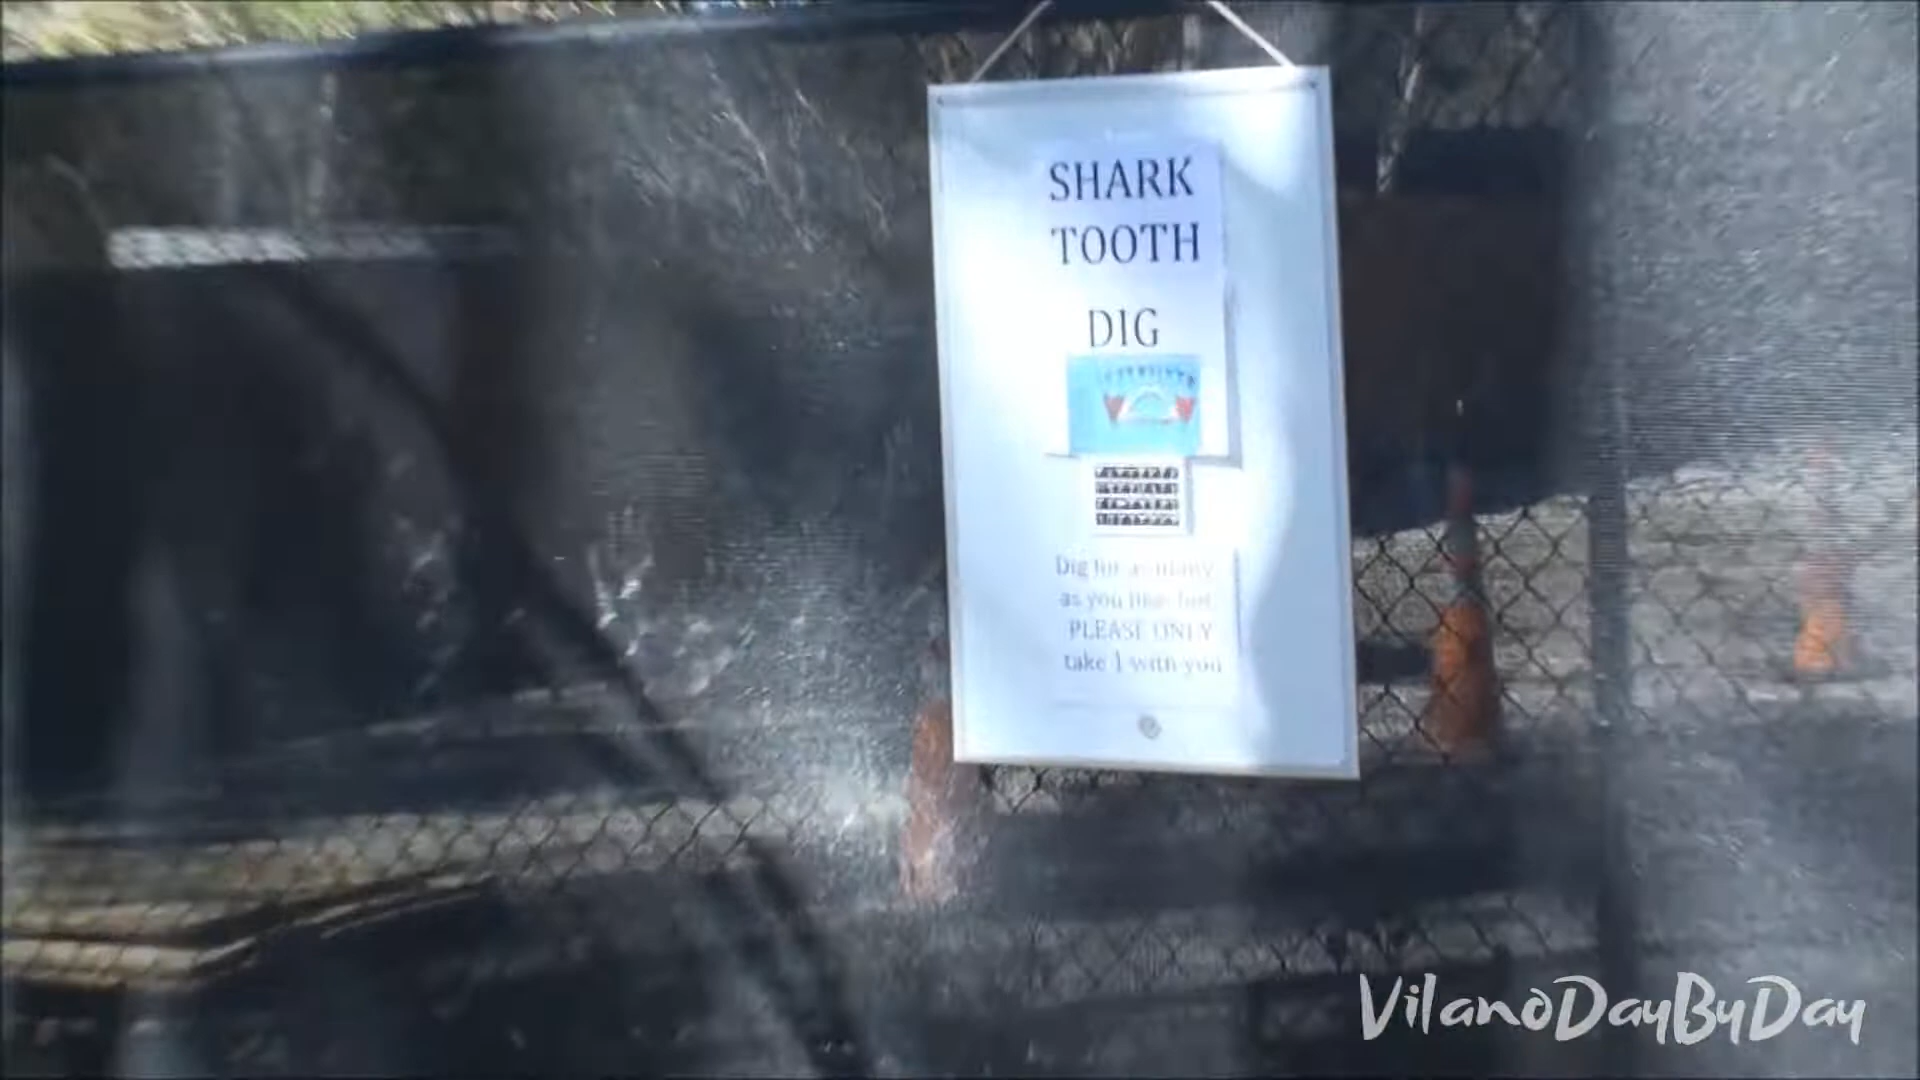 SHARK
TOOTH
DIG
Dig for as many
as you like but
PLEASE ONLY
take 1 with you
VilanoDayByDay